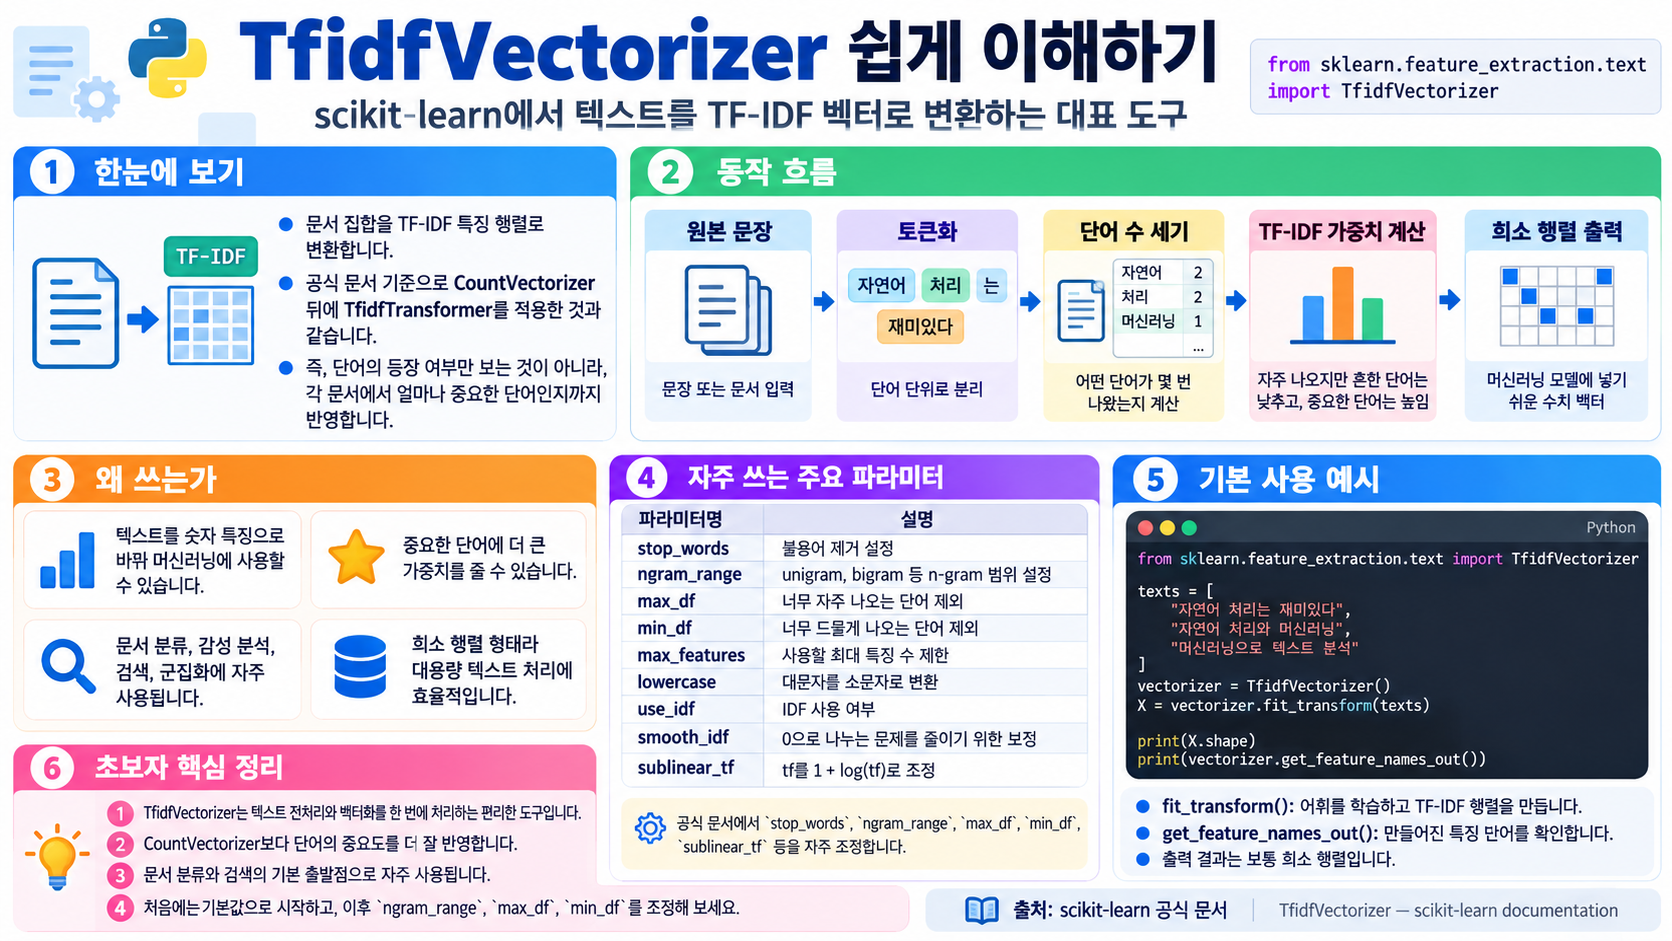 TfidfVectorizer 쉽게 이해하기
scikit-learn에서 텍스트를 TF-IDF 벡터로 변환하는 대표 도구
from sklearn.feature_extraction.text
import TfidfVectorizer
1 한눈에 보기
TF-IDF
문서 집합을 TF-IDF 특징 행렬로
변환합니다.
공식 문서 기준으로 CountVectorizer
뒤에 TfidfTransformer를 적용한 것과
같습니다.
즉, 단어의 등장 여부만 보는 것이 아니라,
각 문서에서 얼마나 중요한 단어인지까지
반영합니다.
2 동작 흐름
원본 문장
문장 또는 문서 입력
토큰화
자연어 처리 는
재미있다
단어 단위로 분리
단어 수 세기
자연어 2
처리 2
머신러닝 1
...
어떤 단어가 몇 번
나왔는지 계산
TF-IDF 가중치 계산
자주 나오지만 흔한 단어는
낮추고, 중요한 단어는 높임
희소 행렬 출력
머신러닝 모델에 넣기
쉬운 수치 백터
3 왜 쓰는가
텍스트를 숫자 특징으로
바꿔 머신러닝에 사용할
수 있습니다.
중요한 단어에 더 큰
가중치를 줄 수 있습니다.
문서 분류, 감성 분석,
검색, 군집화에 자주
사용됩니다.
희소 행렬 형태라
대용량 텍스트 처리에
효율적입니다.
4 자주 쓰는 주요 파라미터
파라미터명 설명
stop_words 불용어 제거 설정
ngram_range unigram, bigram 등 n-gram 범위 설정
max_df 너무 자주 나오는 단어 제외
min_df 너무 드물게 나오는 단어 제외
max_features 사용할 최대 특징 수 제한
lowercase 대문자를 소문자로 변환
use_idf IDF 사용 여부
smooth_idf 0으로 나누는 문제를 줄이기 위한 보정
sublinear_tf tf를 1 + log(tf)로 조정
공식 문서에서 `stop_words`, `ngram_range`, `max_df`, `min_df`,
`sublinear_tf` 등을 자주 조정합니다.
5 기본 사용 예시
Python
from sklearn.feature_extraction.text import TfidfVectorizer
texts = [
"자연어 처리는 재미있다",
"자연어 처리와 머신러닝",
"머신러닝으로 텍스트 분석"
]
vectorizer = TfidfVectorizer()
X = vectorizer.fit_transform(texts)
print(X.shape)
print(vectorizer.get_feature_names_out())
fit_transform(): 어휘를 학습하고 TF-IDF 행렬을 만듭니다.
get_feature_names_out(): 만들어진 특징 단어를 확인합니다.
출력 결과는 보통 희소 행렬입니다.
6 초보자 핵심 정리
1 TfidfVectorizer는 텍스트 전처리와 백터화를 한 번에 처리하는 편리한 도구입니다.
2 CountVectorizer보다 단어의 중요도를 더 잘 반영합니다.
3 문서 분류와 검색의 기본 출발점으로 자주 사용됩니다.
4 처음에는 기본값으로 시작하고, 이후 `ngram_range`, `max_df`, `min_df`를 조정해 보세요.
출처: scikit-learn 공식 문서 | TfidfVectorizer — scikit-learn documentation